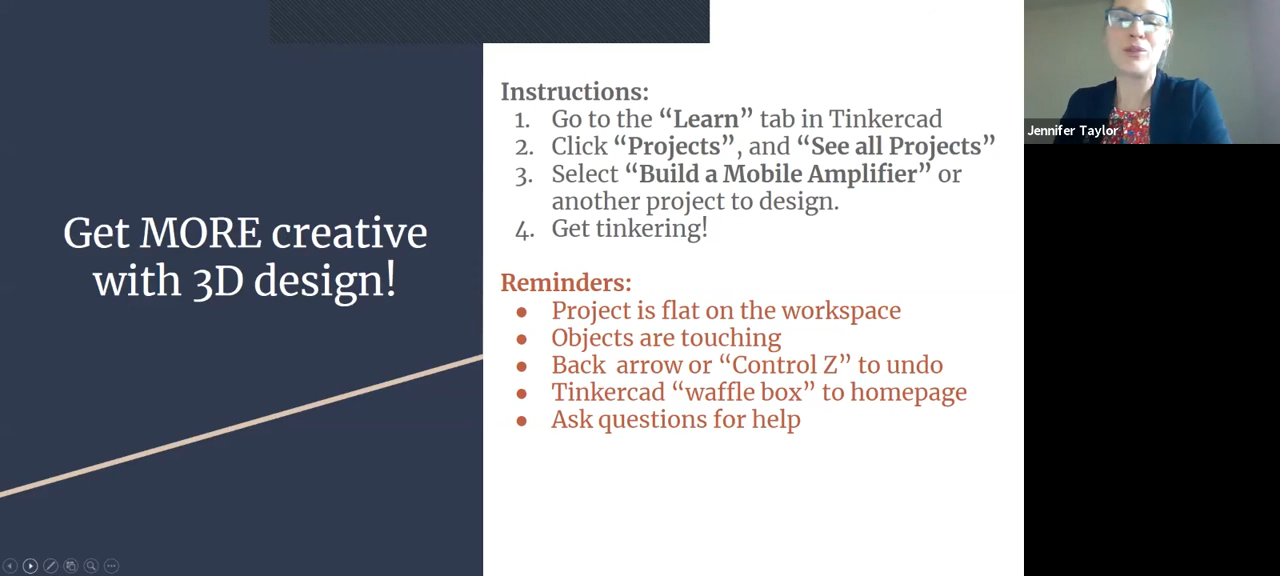 Get MORE creative
with 3D design!
Instructions:
1. Go to the “Learn” tab in Tinkercad
2. Click “Projects”, and “See all Projects”
3. Select “Build a Mobile Amplifier” or
another project to design.
4. Get tinkering!
Reminders:
● Project is flat on the workspace
● Objects are touching
● Back arrow or “Control Z” to undo
● Tinkercad “waffle box” to homepage
● Ask questions for help
Jennifer Taylor